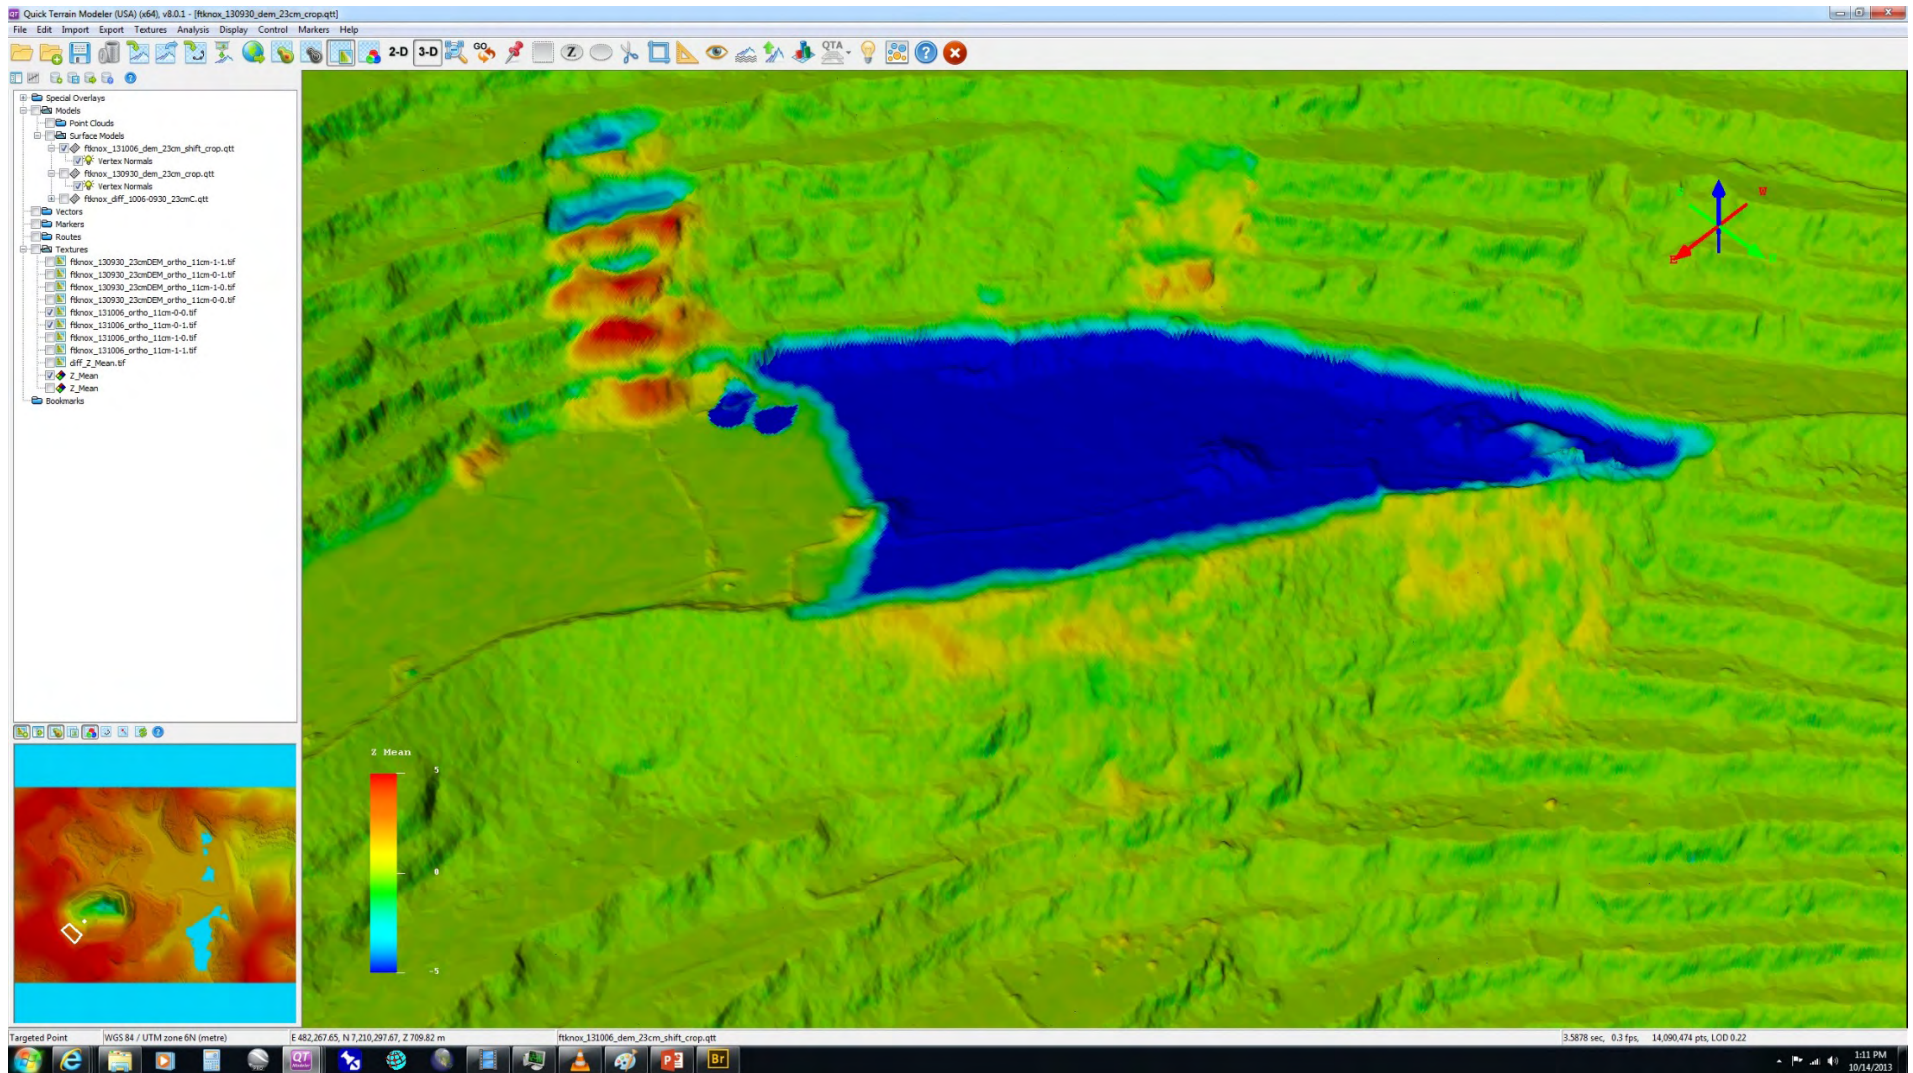 Quick Terrain Modeler (USA) (x64), v8.0.1 - [ftknox_130930_dem_23cm_crop.qtt]
File Edit Import Export Textures Analysis Display Control Markers Help
2-D 3-D GO Z QTA
Special Overlays
Models
Point Clouds
Surface Models
ftknox_131006_dem_23cm_shift_crop.qtt
Vertex Normals
ftknox_130930_dem_23cm_crop.qtt
Vertex Normals
ftknox_diff_1006-0930_23cmC.qtt
Vectors
Markers
Routes
Textures
ftknox_130930_23cmDEM_ortho_11cm-1-1.tif
ftknox_130930_23cmDEM_ortho_11cm-0-1.tif
ftknox_130930_23cmDEM_ortho_11cm-1-0.tif
ftknox_130930_23cmDEM_ortho_11cm-0-0.tif
ftknox_131006_ortho_11cm-0-0.tif
ftknox_131006_ortho_11cm-0-1.tif
ftknox_131006_ortho_11cm-1-0.tif
ftknox_131006_ortho_11cm-1-1.tif
diff_Z_Mean.tif
Z_Mean
Z_Mean
Bookmarks
W
E
Z Mean
5
0
-5
Targeted Point WGS 84 / UTM zone 6N (metre) E 482,267.65, N 7,210,297.67, Z 709.82 m ftknox_131006_dem_23cm_shift_crop.qtt 3.5878 sec, 0.3 fps, 14,090,474 pts, LOD 0.22
QT Modeler Br
1:11 PM
10/14/2013